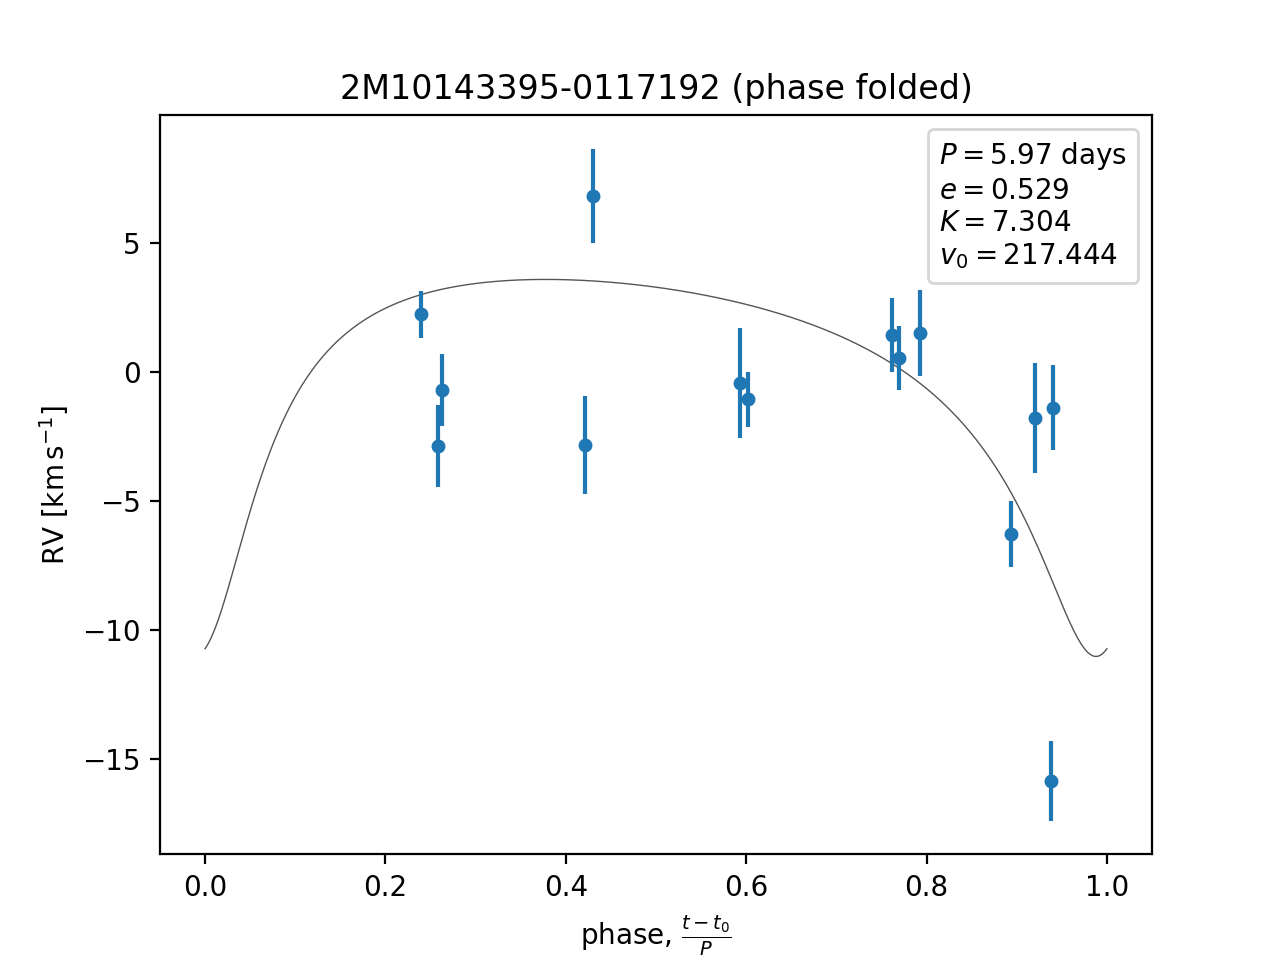 2M10143395-0117192 (phase folded)
P = 5.97 days
e = 0.529
K = 7.304
v₀ = 217.444
RV [km s⁻¹]
5
0
−5
−10
−15
0.0 0.2 0.4 0.6 0.8 1.0
phase, (t − t₀)/P